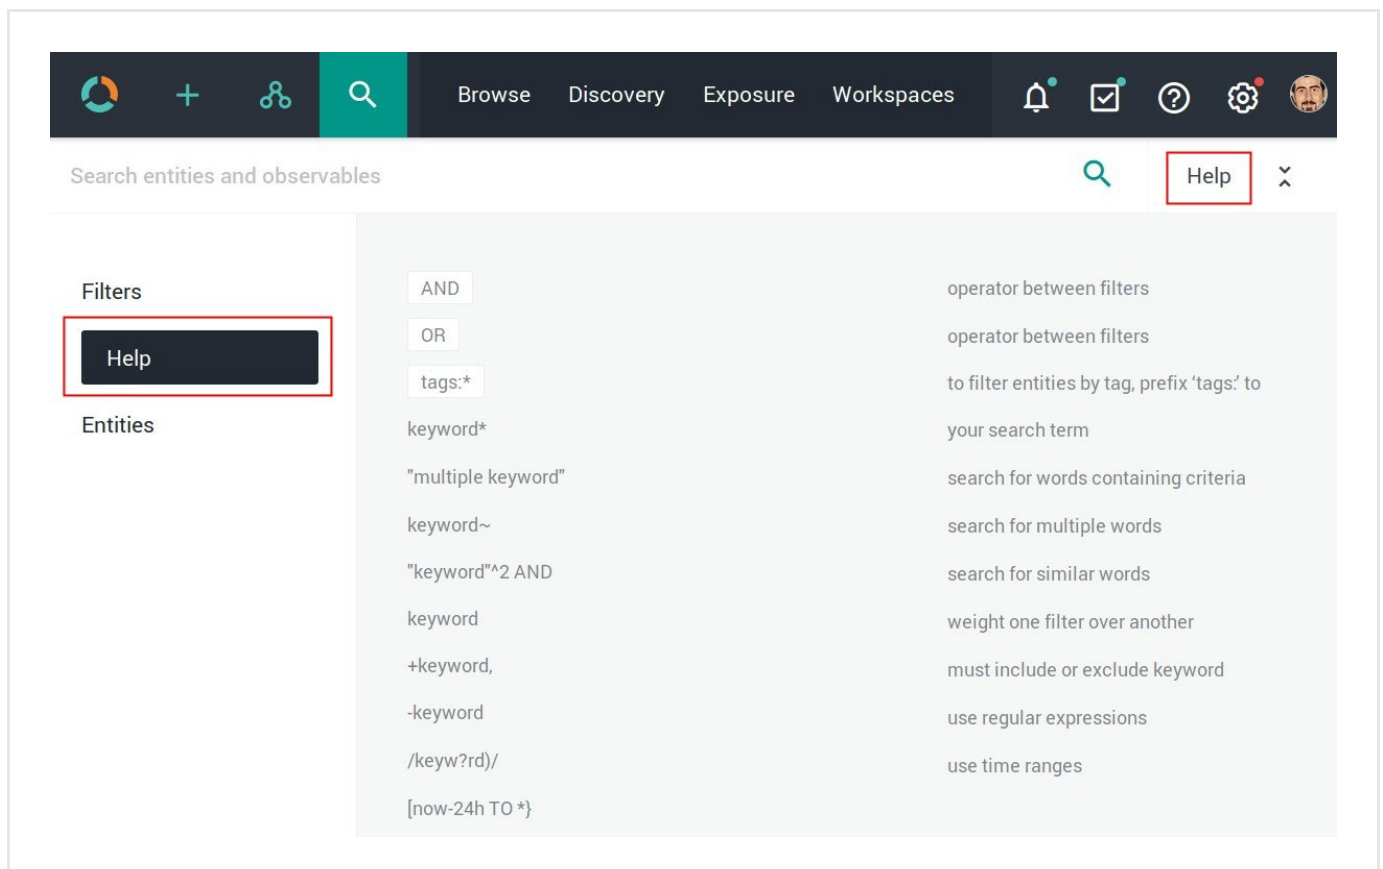 Browse Discovery Exposure Workspaces
Search entities and observables Help
Filters
Help
Entities
AND operator between filters
OR operator between filters
tags:* to filter entities by tag, prefix ‘tags:’ to
keyword* your search term
"multiple keyword" search for words containing criteria
keyword~ search for multiple words
"keyword"^2 AND search for similar words
keyword weight one filter over another
+keyword, must include or exclude keyword
-keyword use regular expressions
/keyw?rd)/ use time ranges
[now-24h TO *}